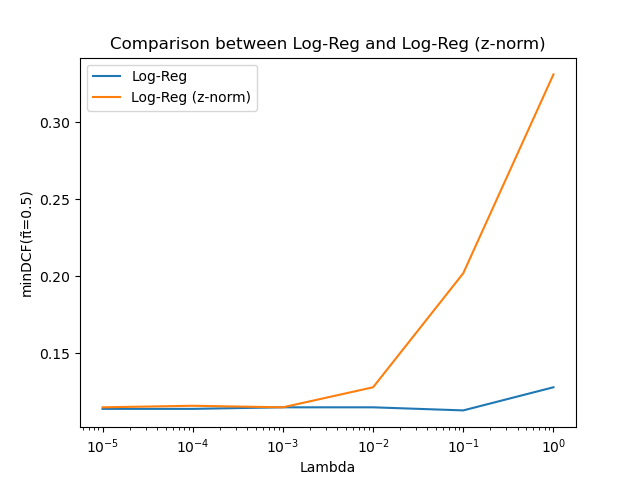 Comparison between Log-Reg and Log-Reg (z-norm)
Log-Reg
Log-Reg (z-norm)
minDCF(π̃=0.5)
0.30
0.25
0.20
0.15
10⁻⁵
10⁻⁴
10⁻³
10⁻²
10⁻¹
10⁰
Lambda